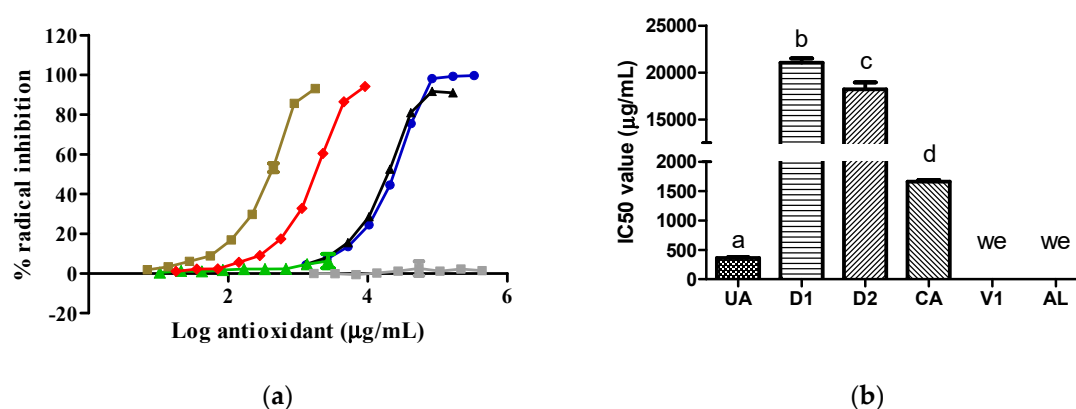 120
100
80
60
40
20
0
-20
% radical inhibition
2
4
6
Log antioxidant (µg/mL)
(a)
25000
20000
15000
2000
1500
1000
500
0
IC50 value (µg/mL)
a
b
c
d
we
we
UA
D1
D2
CA
V1
AL
(b)